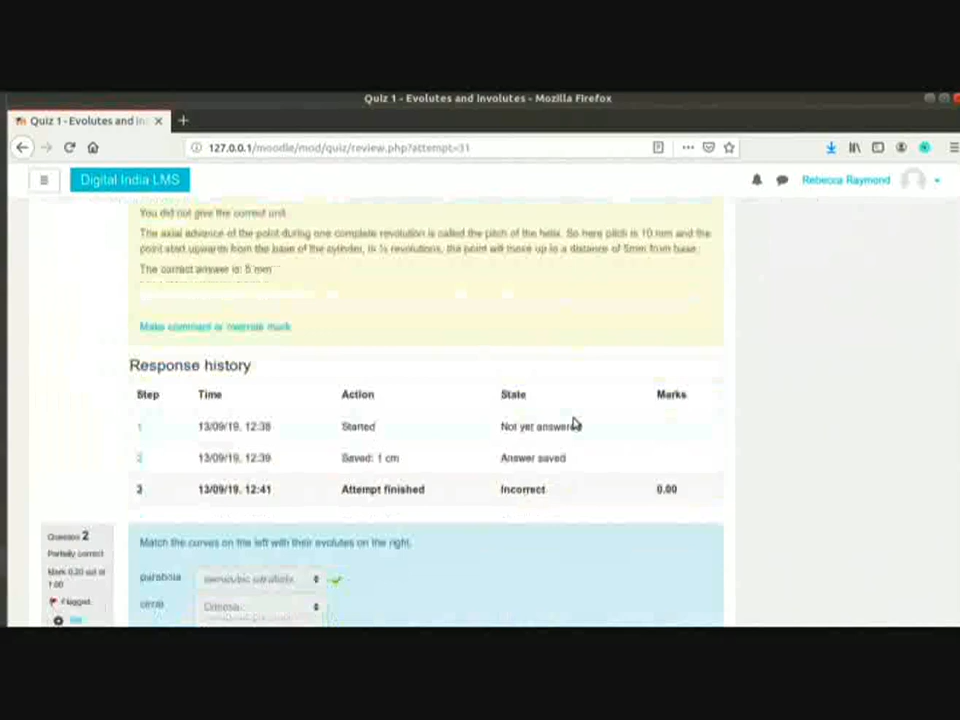 Quiz 1 - Evolutes and Involutes - Mozilla Firefox
Quiz 1 - Evolutes and In
127.0.0.1/moodle/mod/quiz/review.php?attempt=31
Digital India LMS
Rebecca Raymond
You did not give the correct unit.
The axial advance of the point during one complete revolution is called the pitch of the helix. So here pitch is 10 mm and the
point start upwards from the base of the cylinder, in ½ revolutions, the point will move up to a distance of 5mm from base.
The correct answer is: 5 mm
Make comment or override mark
Response history
Step Time Action State Marks
1 13/09/19, 12:38 Started Not yet answered
2 13/09/19, 12:39 Saved: 1 cm Answer saved
3 13/09/19, 12:41 Attempt finished Incorrect 0.00
Question 2
Partially correct
Mark 0.20 out of
1.00
Flagged
Match the curves on the left with their evolutes on the right.
parabola semicubic parabola